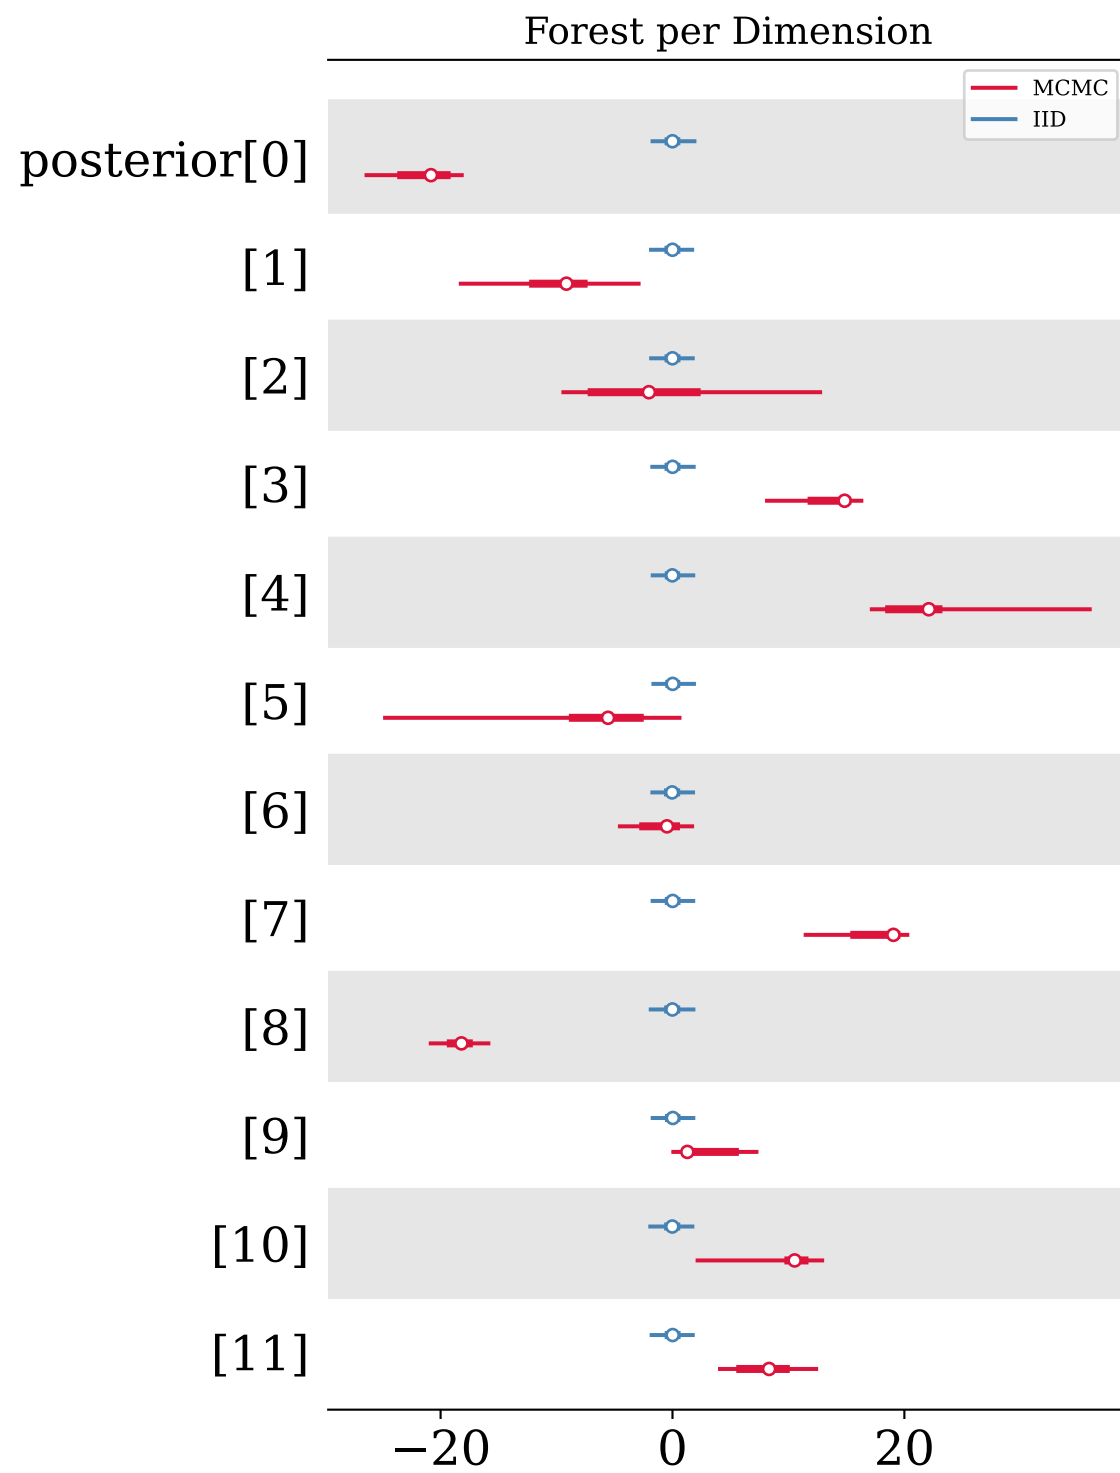 Forest per Dimension
MCMC
IID
posterior[0]
[1]
[2]
[3]
[4]
[5]
[6]
[7]
[8]
[9]
[10]
[11]
−20 0 20